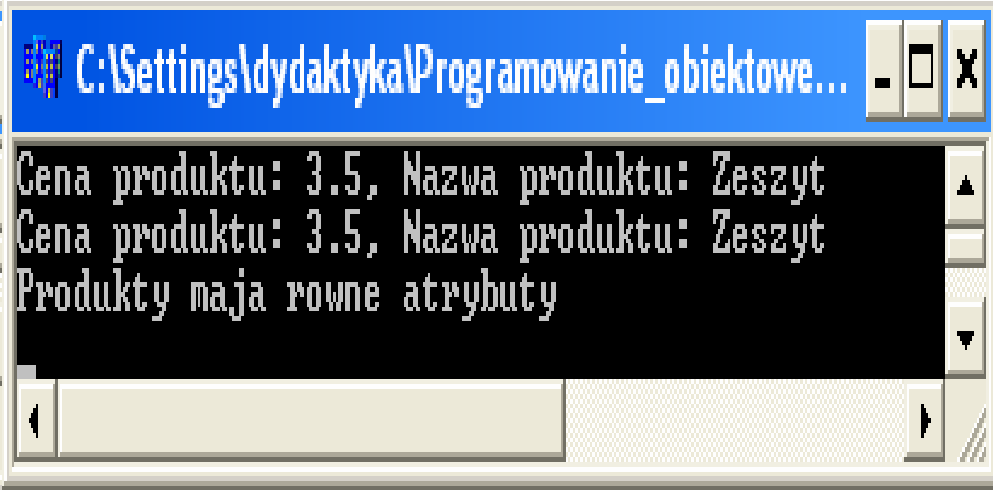 C:\Settings\dydaktyka\Programowanie_obiektowe...
Cena produktu: 3.5, Nazwa produktu: Zeszyt
Cena produktu: 3.5, Nazwa produktu: Zeszyt
Produkty maja rowne atrybuty